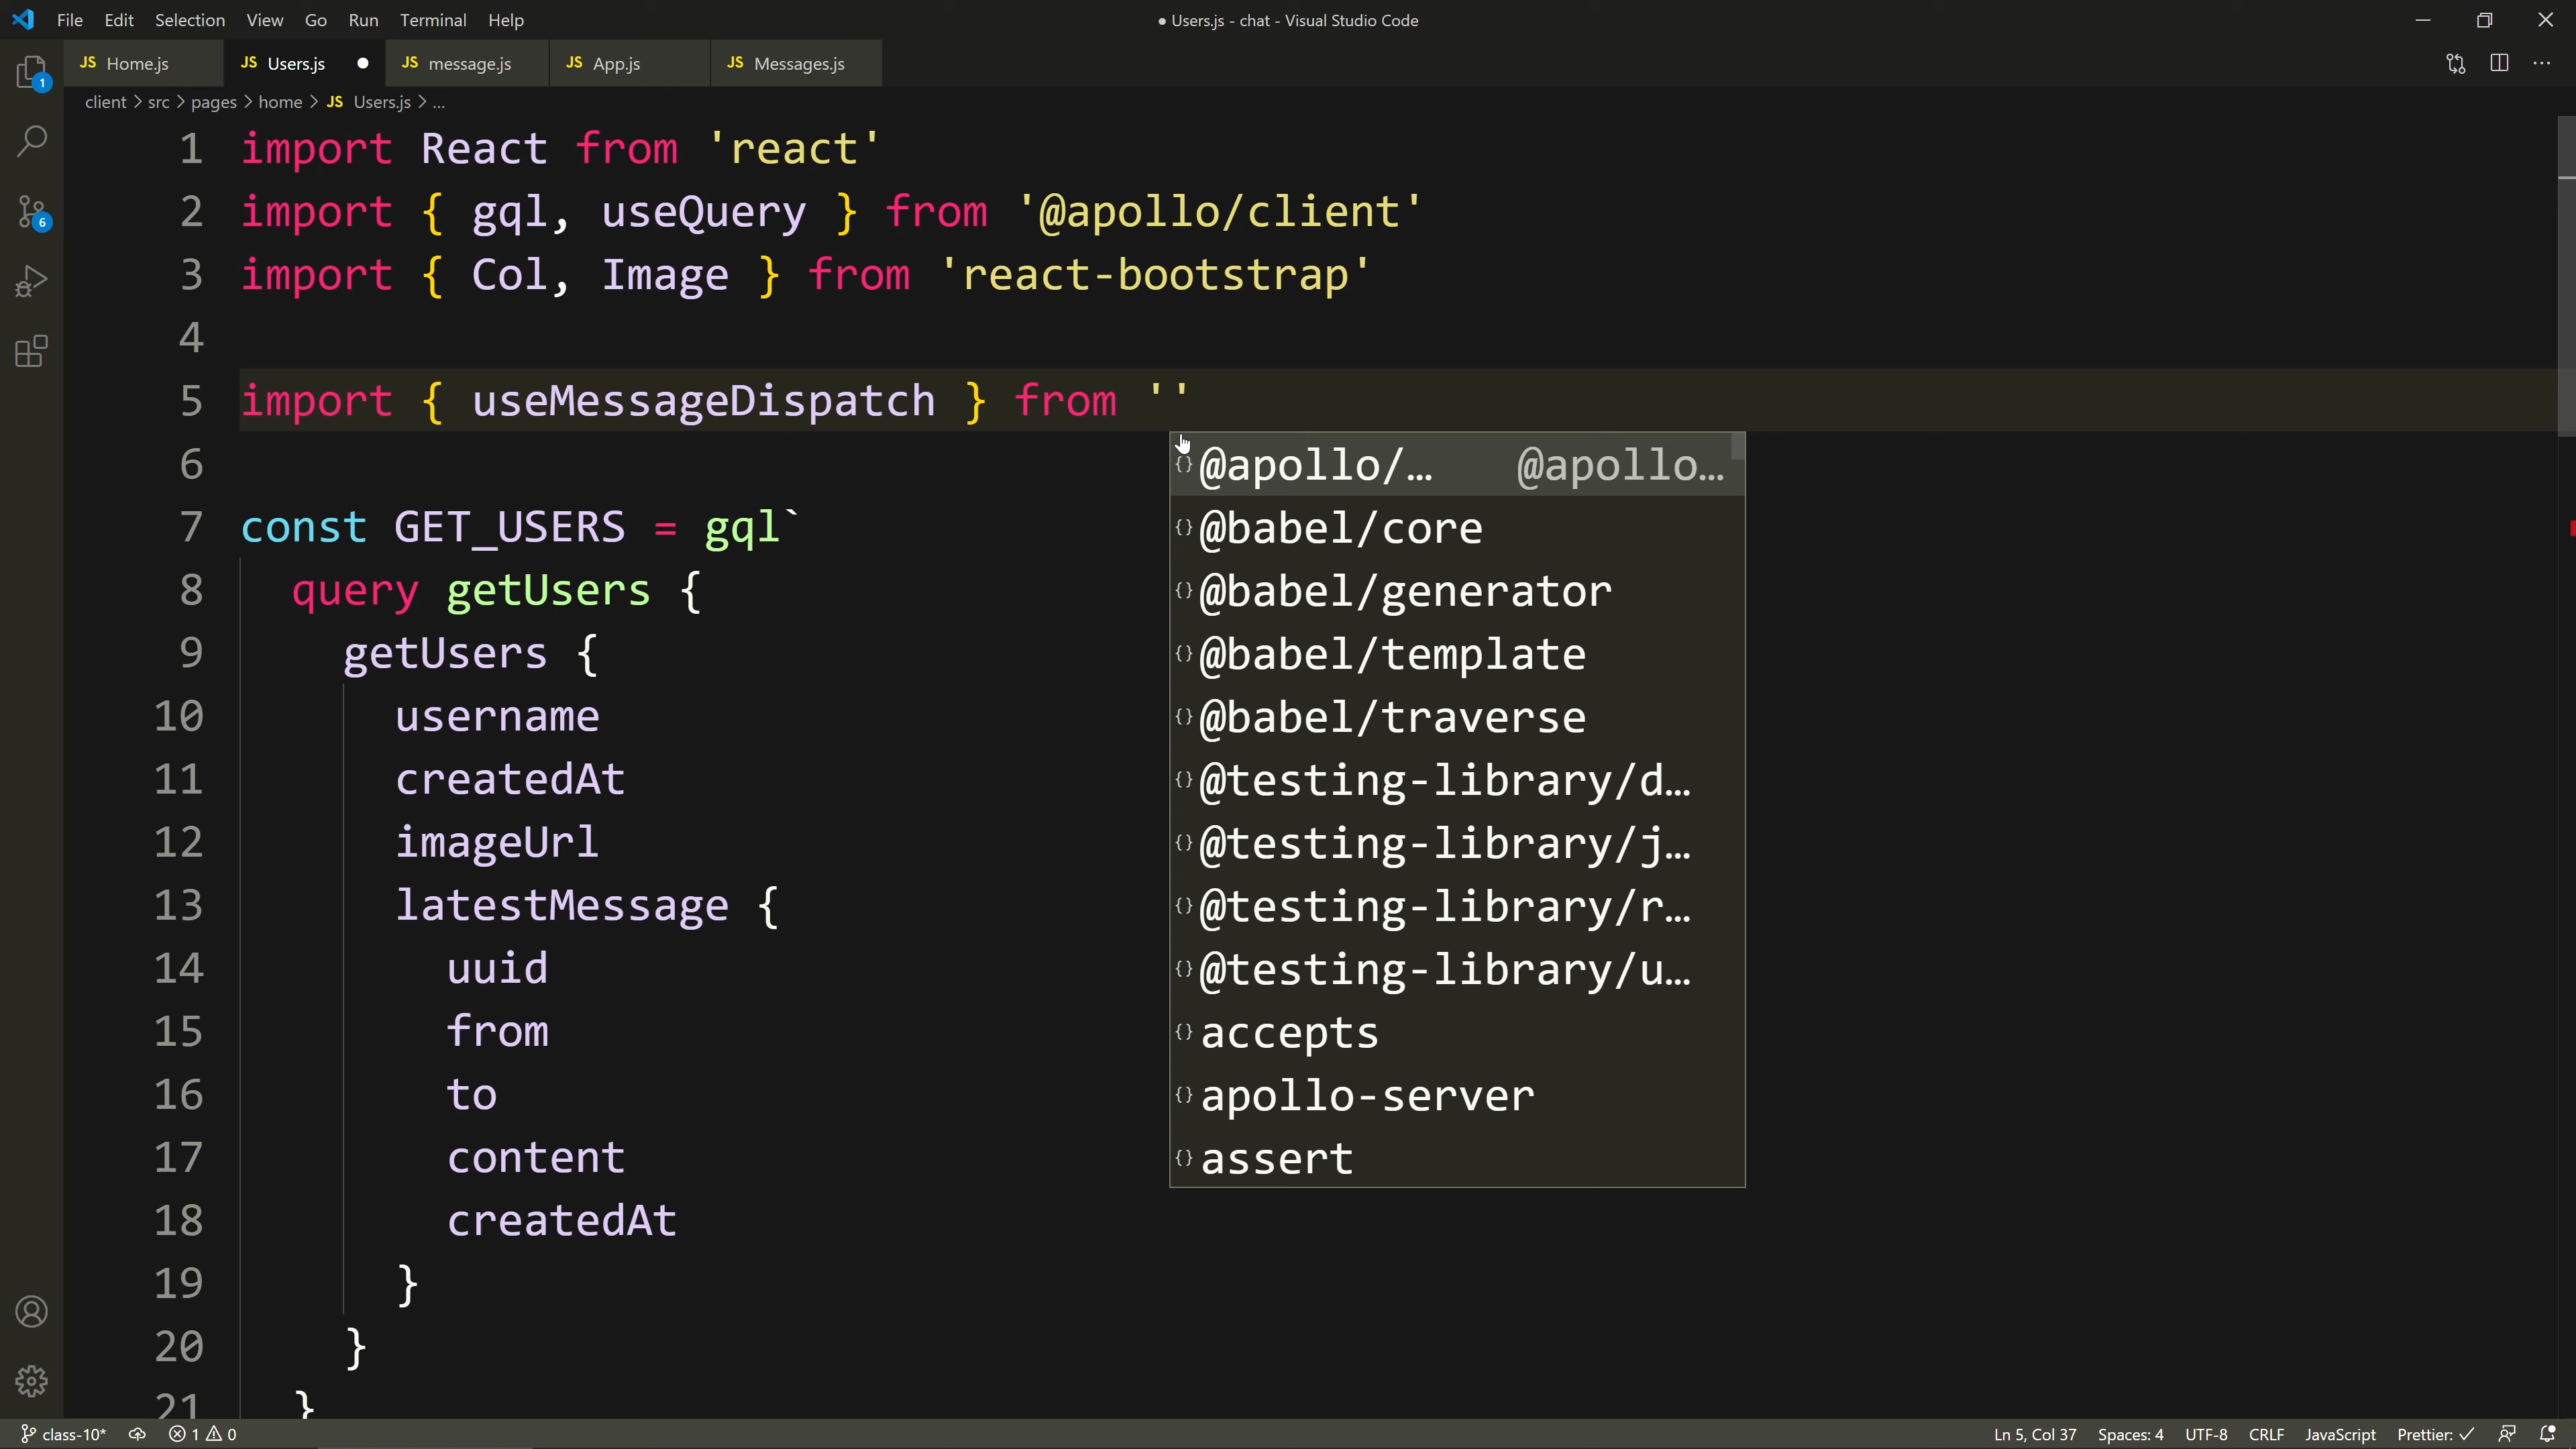 File Edit Selection View Go Run Terminal Help
● Users.js - chat - Visual Studio Code
JS Home.js JS Users.js ● JS message.js JS App.js JS Messages.js
client > src > pages > home > JS Users.js > ...
1
6
1 import React from 'react'
2 import { gql, useQuery } from '@apollo/client'
3 import { Col, Image } from 'react-bootstrap'
4
5 import { useMessageDispatch } from ''
6
7 const GET_USERS = gql`
8 query getUsers {
9 getUsers {
10 username
11 createdAt
12 imageUrl
13 latestMessage {
14 uuid
15 from
16 to
17 content
18 createdAt
19 }
20 }
21 }
{} @apollo/… @apollo…
{} @babel/core
{} @babel/generator
{} @babel/template
{} @babel/traverse
{} @testing-library/d…
{} @testing-library/j…
{} @testing-library/r…
{} @testing-library/u…
{} accepts
{} apollo-server
{} assert
class-10* 1 0 Ln 5, Col 37 Spaces: 4 UTF-8 CRLF JavaScript Prettier: ✓